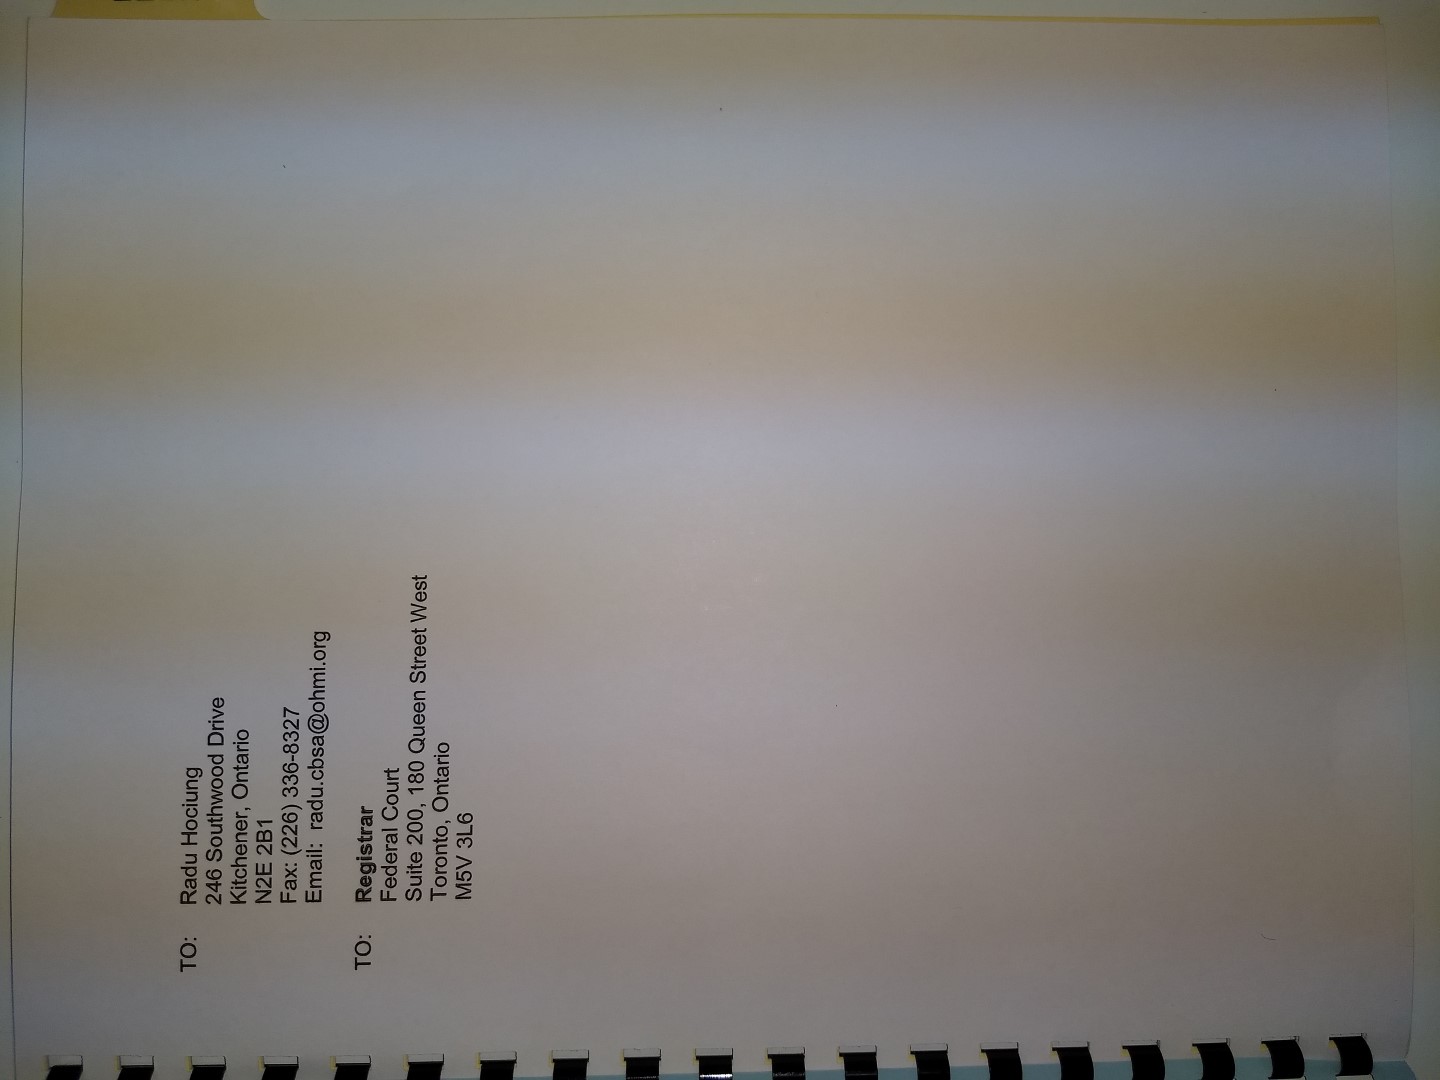 TO: Radu Hociung
246 Southwood Drive
Kitchener, Ontario
N2E 2B1
Fax: (226) 336-8327
Email: radu.cbsa@ohmi.org
TO: Registrar
Federal Court
Suite 200, 180 Queen Street West
Toronto, Ontario
M5V 3L6